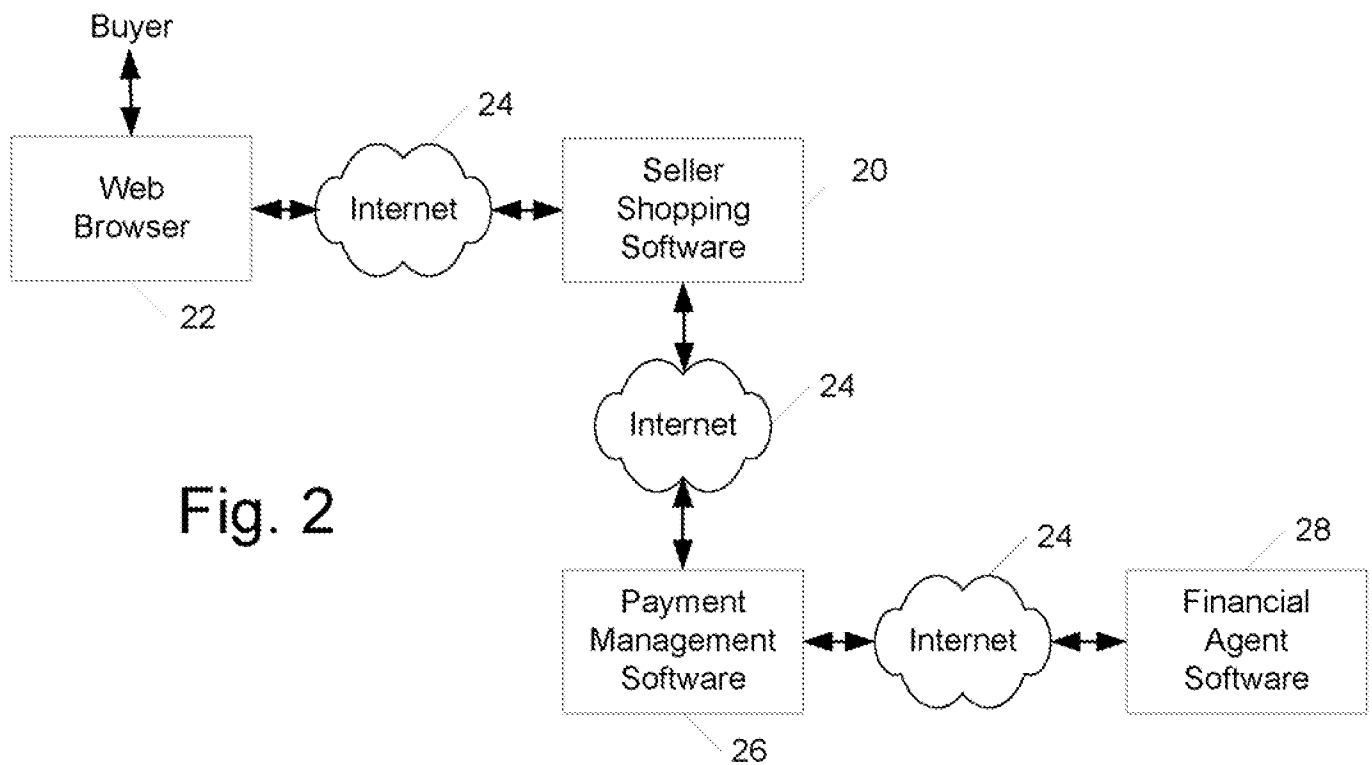 Buyer
24
Web
Browser
Internet
Seller
Shopping
Software
20
22
Internet
24
Fig. 2
24
28
Payment
Management
Software
Internet
Financial
Agent
Software
26